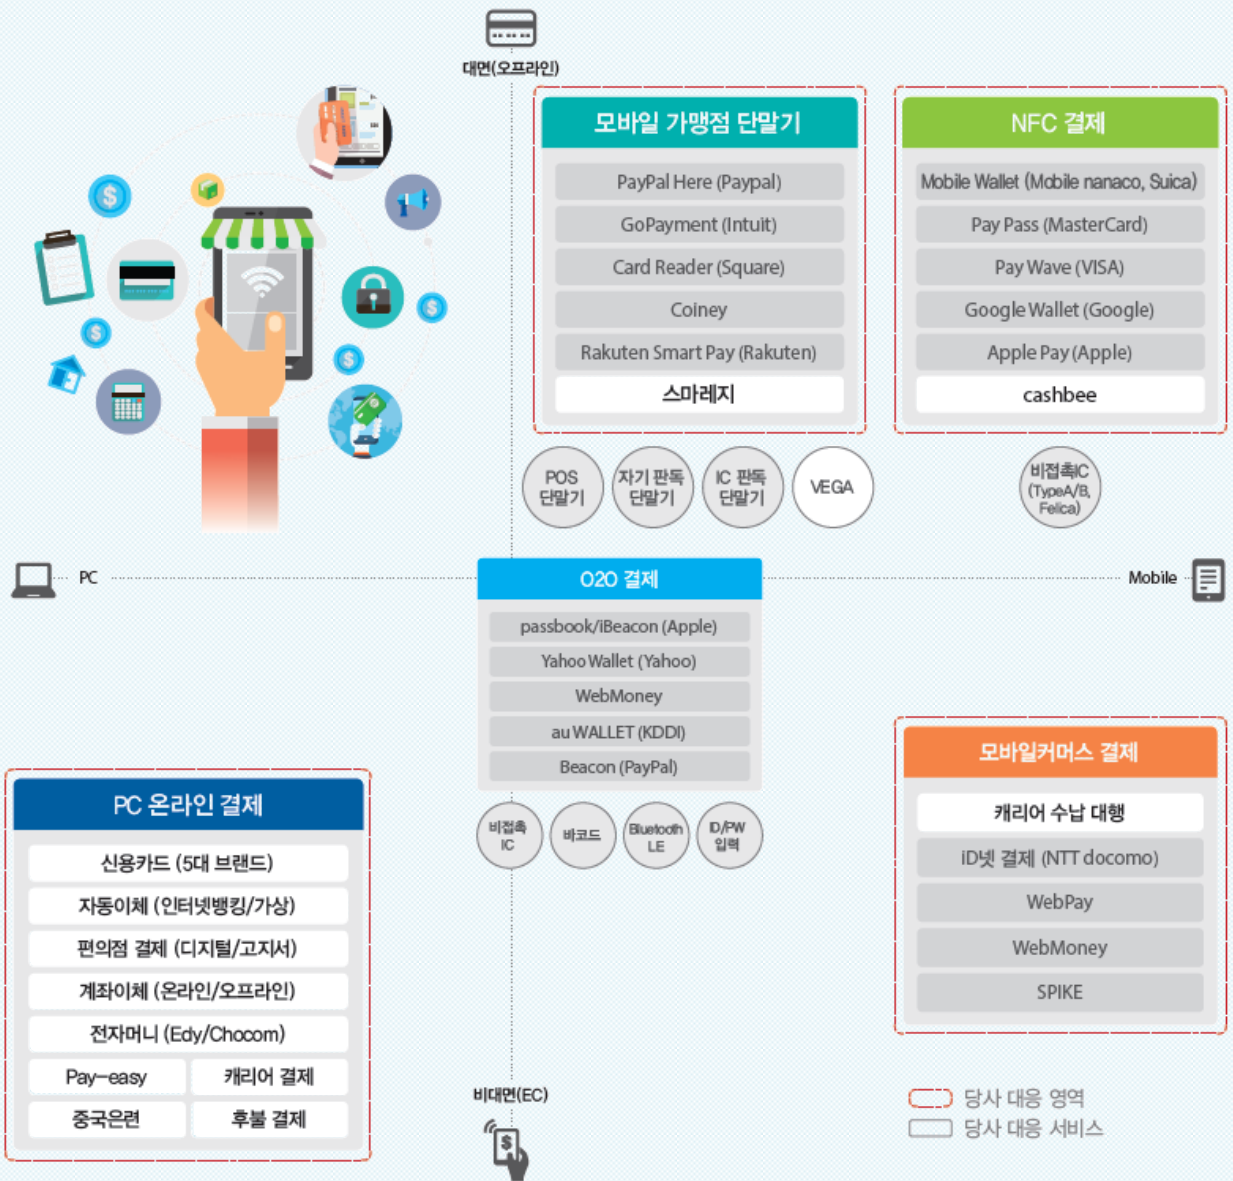 대면(오프라인)
모바일 가맹점 단말기
PayPal Here (Paypal)
GoPayment (Intuit)
Card Reader (Square)
Coiney
Rakuten Smart Pay (Rakuten)
스마레지
POS
단말기
자기 판독
단말기
IC 판독
단말기
VEGA
NFC 결제
Mobile Wallet (Mobile nanaco, Suica)
Pay Pass (MasterCard)
Pay Wave (VISA)
Google Wallet (Google)
Apple Pay (Apple)
cashbee
비접촉IC
(TypeA/B,
Felica)
PC
Mobile
O2O 결제
passbook/iBeacon (Apple)
Yahoo Wallet (Yahoo)
WebMoney
au WALLET (KDDI)
Beacon (PayPal)
비접촉
IC
바코드
Bluetooth
LE
ID/PW
입력
PC 온라인 결제
신용카드 (5대 브랜드)
자동이체 (인터넷뱅킹/가상)
편의점 결제 (디지털/고지서)
계좌이체 (온라인/오프라인)
전자머니 (Edy/Chocom)
Pay-easy
캐리어 결제
중국은련
후불 결제
모바일커머스 결제
캐리어 수납 대행
iD넷 결제 (NTT docomo)
WebPay
WebMoney
SPIKE
비대면(EC)
당사 대응 영역
당사 대응 서비스